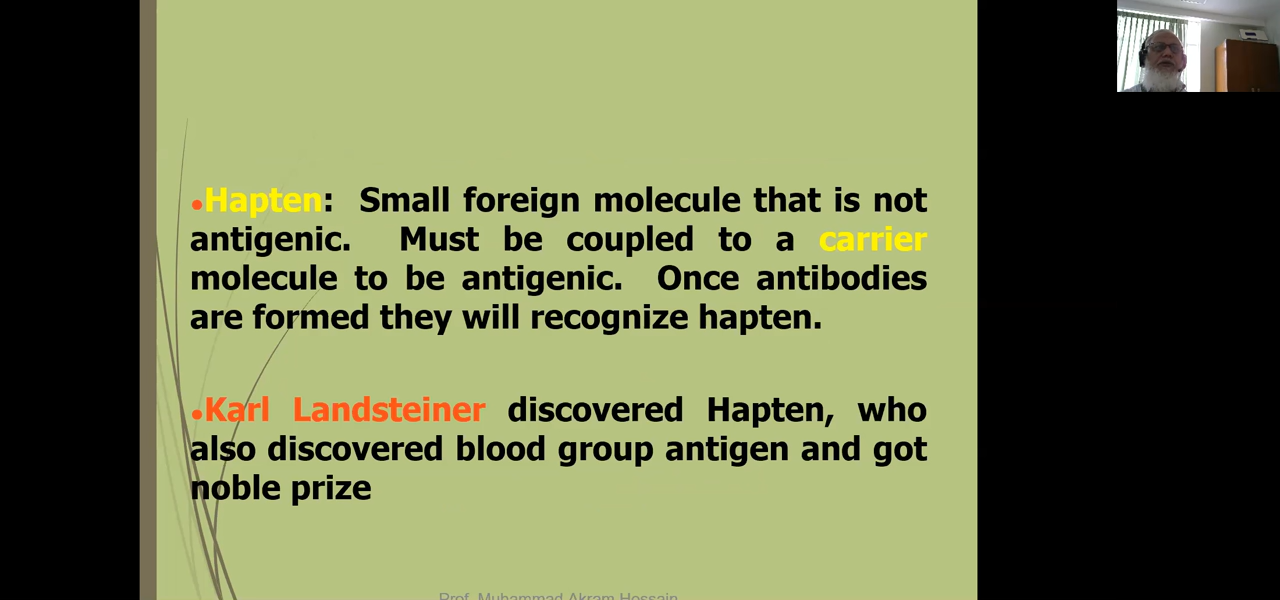 •Hapten: Small foreign molecule that is not
antigenic. Must be coupled to a carrier
molecule to be antigenic. Once antibodies
are formed they will recognize hapten.
•Karl Landsteiner discovered Hapten, who
also discovered blood group antigen and got
noble prize
Prof. Muhammad Akram Hossain